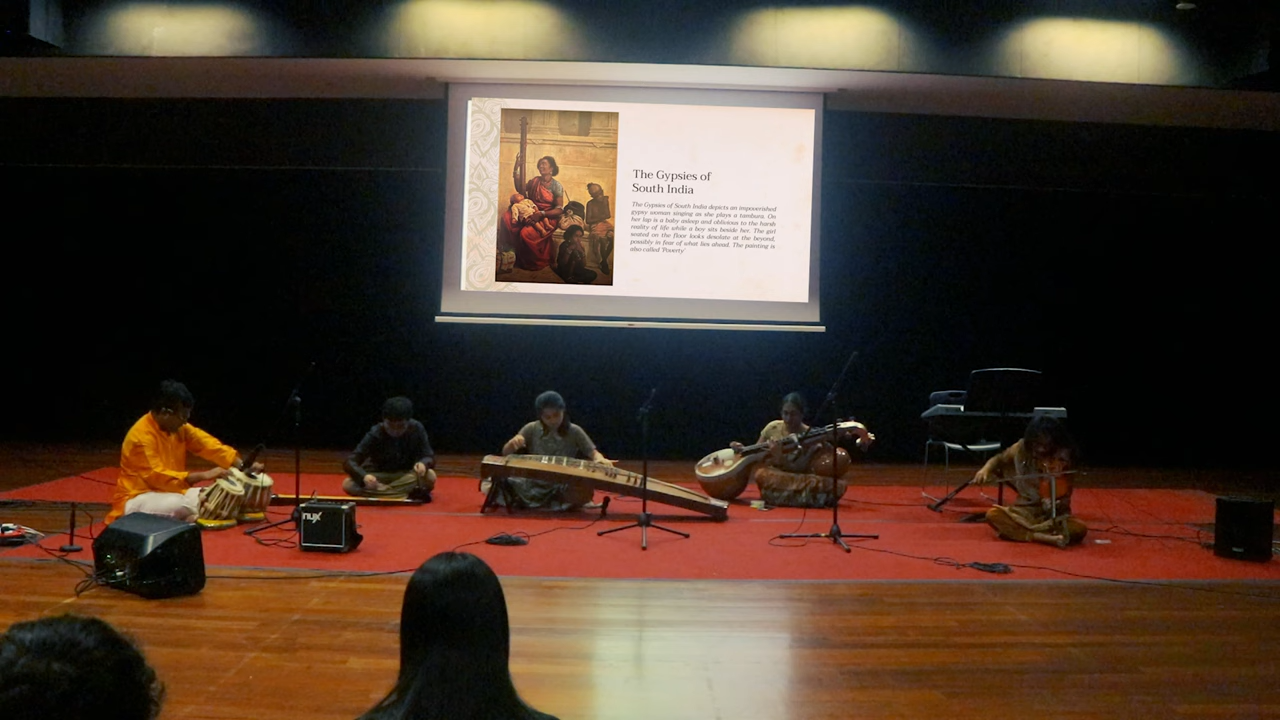 The Gypsies of
South India
The Gypsies of South India depicts an impoverished
gypsy woman singing as she plays a tambura. On
her lap is a baby asleep and oblivious to the harsh
reality of life while a boy sits beside her. The girl
seated on the floor looks desolate at the beyond,
possibly in fear of what lies ahead. The painting is
also called 'Poverty'
NUX